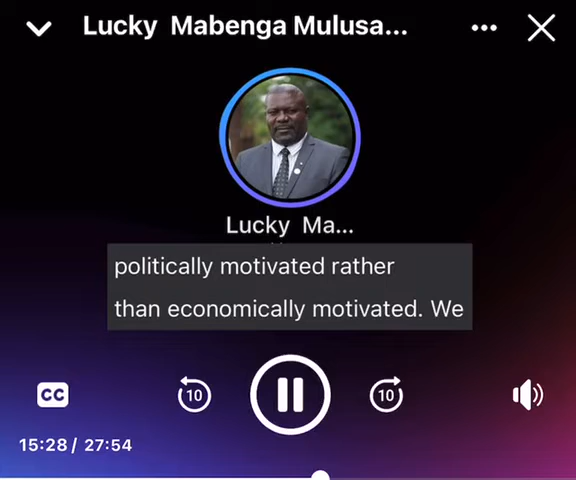 Lucky Mabenga Mulusa...
Lucky Ma...
politically motivated rather
than economically motivated. We
CC
10
10
15:28 / 27:54